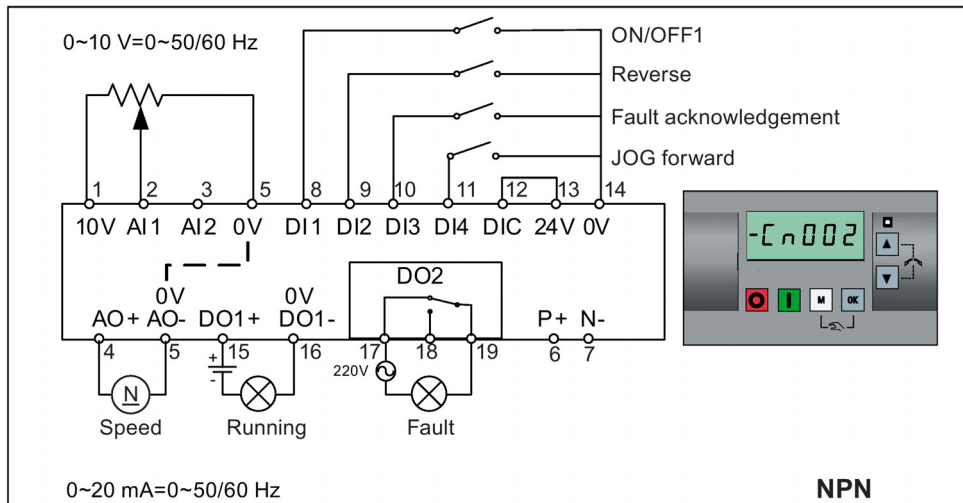 0~10 V=0~50/60 Hz
ON/OFF1
Reverse
Fault acknowledgement
JOG forward
1 2 3 5 8 9 10 11 12 13 14
10V AI1 AI2 0V DI1 DI2 DI3 DI4 DIC 24V 0V
-Cn002
M OK
DO2
0V 0V
AO+ AO- DO1+ DO1- P+ N-
4 5 15 16 17 18 19 6 7
+
-
N
220V
Speed Running Fault
0~20 mA=0~50/60 Hz
NPN